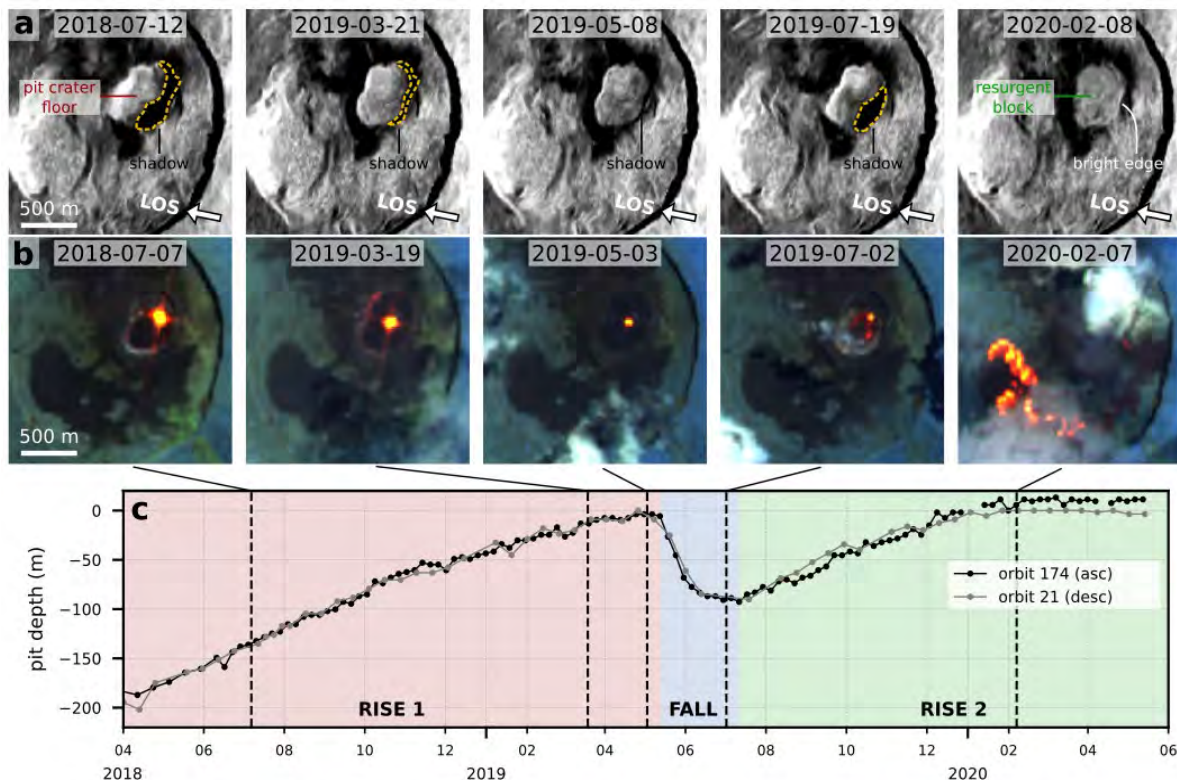 a
2018-07-12
2019-03-21
2019-05-08
2019-07-19
2020-02-08
pit crater
floor
shadow
shadow
shadow
shadow
resurgent
block
bright edge
500 m
LOS
LOS
LOS
LOS
LOS
b
2018-07-07
2019-03-19
2019-05-03
2019-07-02
2020-02-07
500 m
c
pit depth (m)
0
−50
−100
−150
−200
orbit 174 (asc)
orbit 21 (desc)
RISE 1
FALL
RISE 2
04 06 08 10 12 02 04 06 08 10 12 02 04 06
2018 2019 2020